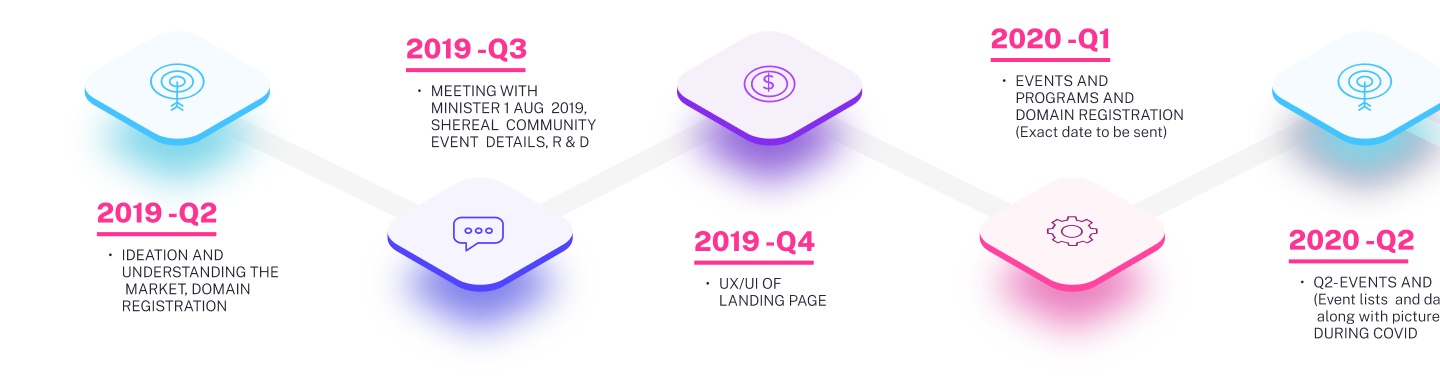 2019 -Q2
• IDEATION AND
UNDERSTANDING THE
MARKET, DOMAIN
REGISTRATION
2019 -Q3
• MEETING WITH
MINISTER 1 AUG 2019,
SHEREAL COMMUNITY
EVENT DETAILS, R & D
$
2019 -Q4
• UX/UI OF
LANDING PAGE
2020 -Q1
• EVENTS AND
PROGRAMS AND
DOMAIN REGISTRATION
(Exact date to be sent)
2020 -Q2
• Q2-EVENTS AND
(Event lists and da
along with picture
DURING COVID